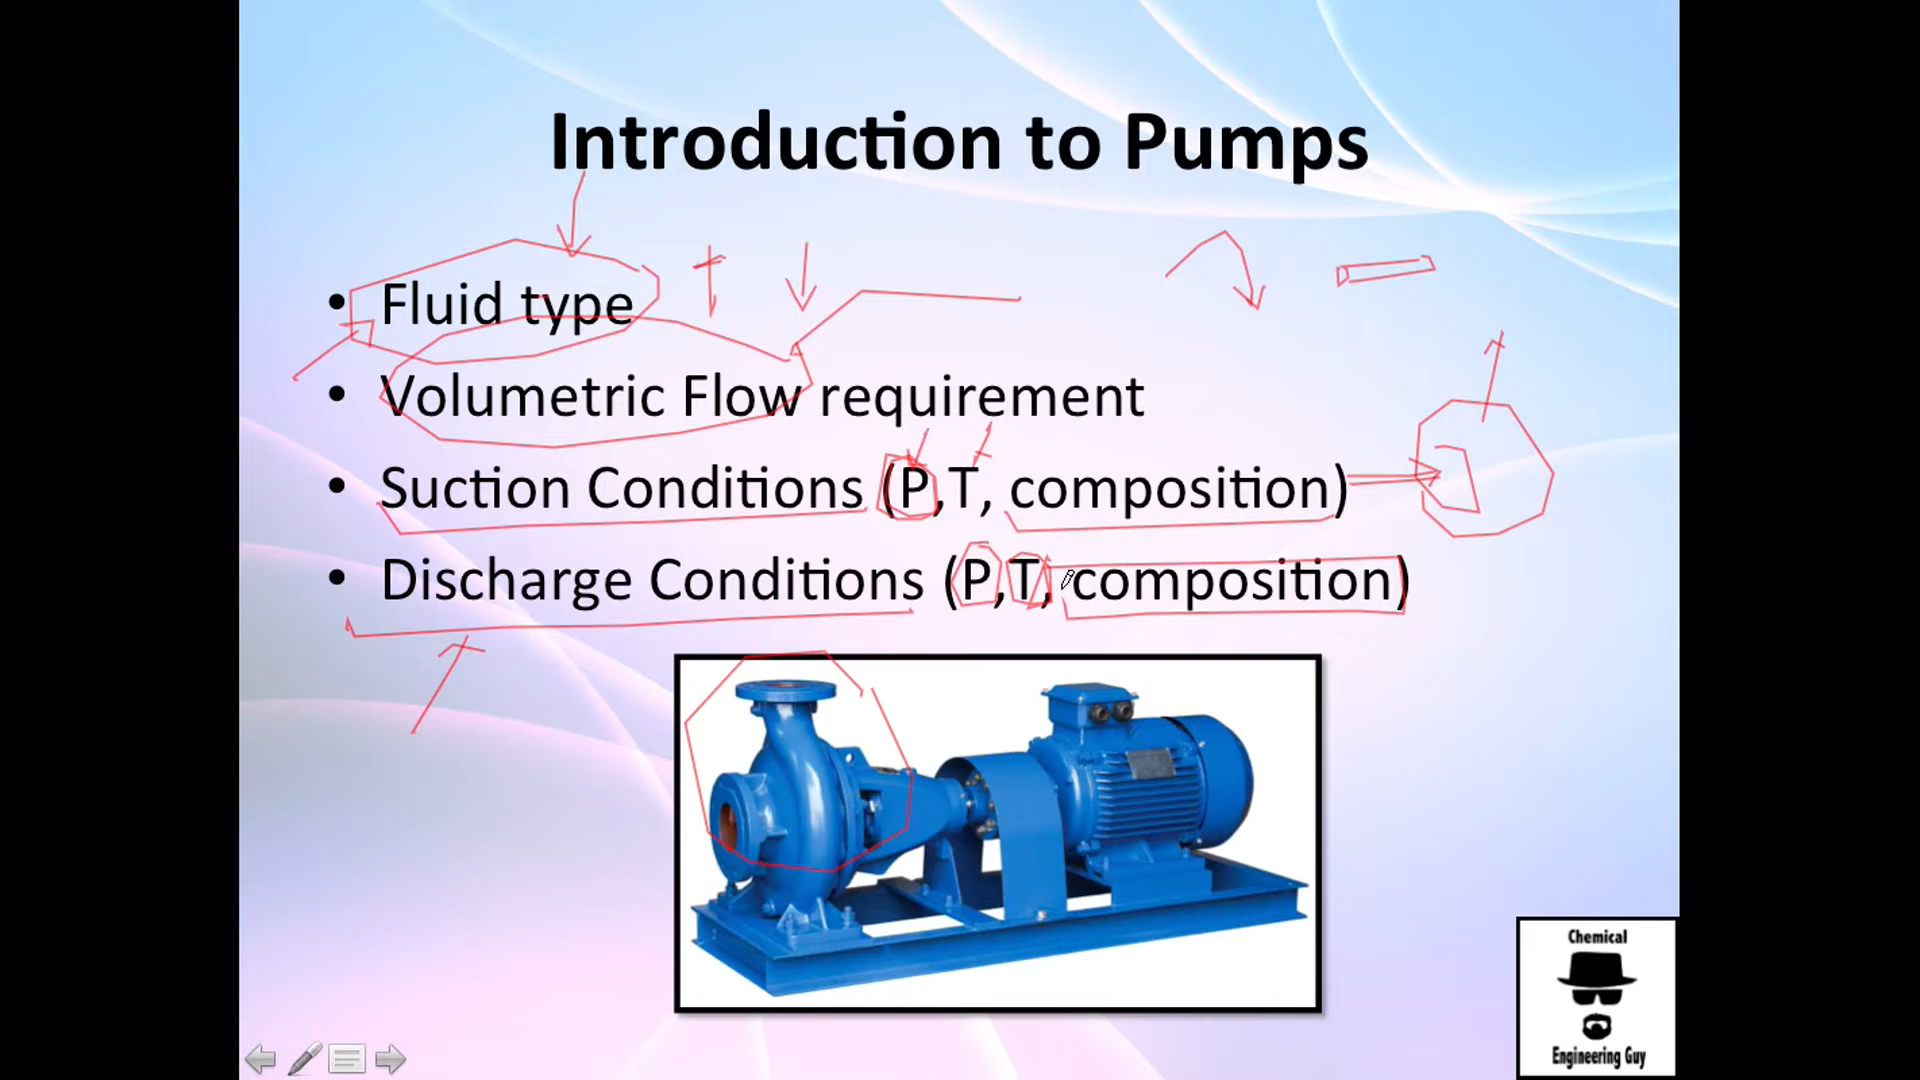 Introduction to Pumps
• Fluid type
• Volumetric Flow requirement
• Suction Conditions (P,T, composition)
• Discharge Conditions (P,T, composition)
Chemical
Engineering Guy